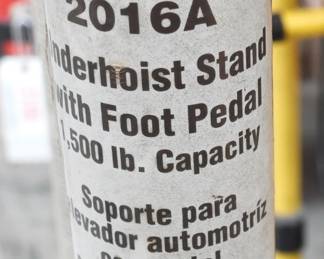 2016A
nderhoist Stand
with Foot Pedal
1,500 lb. Capacity
Soporte para
levador automotriz